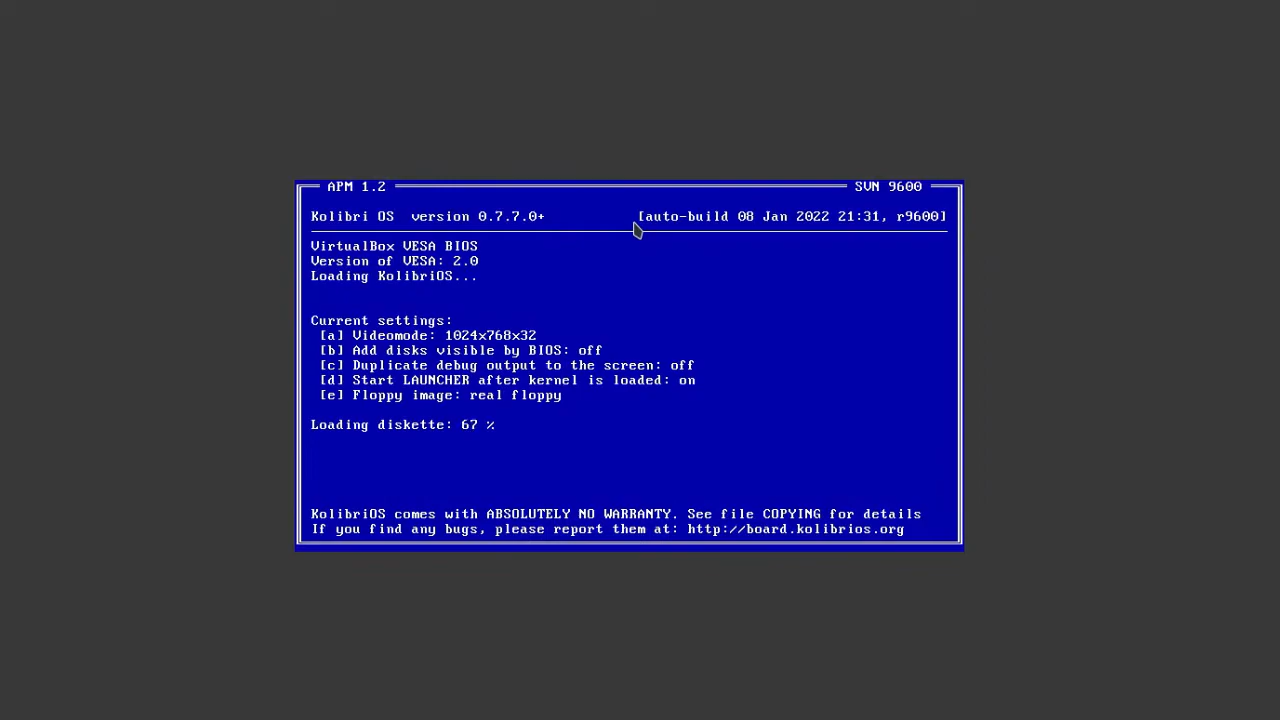 APM 1.2 SVN 9600
Kolibri OS version 0.7.7.0+ [auto-build 08 Jan 2022 21:31, r9600]
VirtualBox VESA BIOS
Version of VESA: 2.0
Loading KolibriOS...
Current settings:
[a] Videomode: 1024x768x32
[b] Add disks visible by BIOS: off
[c] Duplicate debug output to the screen: off
[d] Start LAUNCHER after kernel is loaded: on
[e] Floppy image: real floppy
Loading diskette: 67 %
KolibriOS comes with ABSOLUTELY NO WARRANTY. See file COPYING for details
If you find any bugs, please report them at: http://board.kolibrios.org